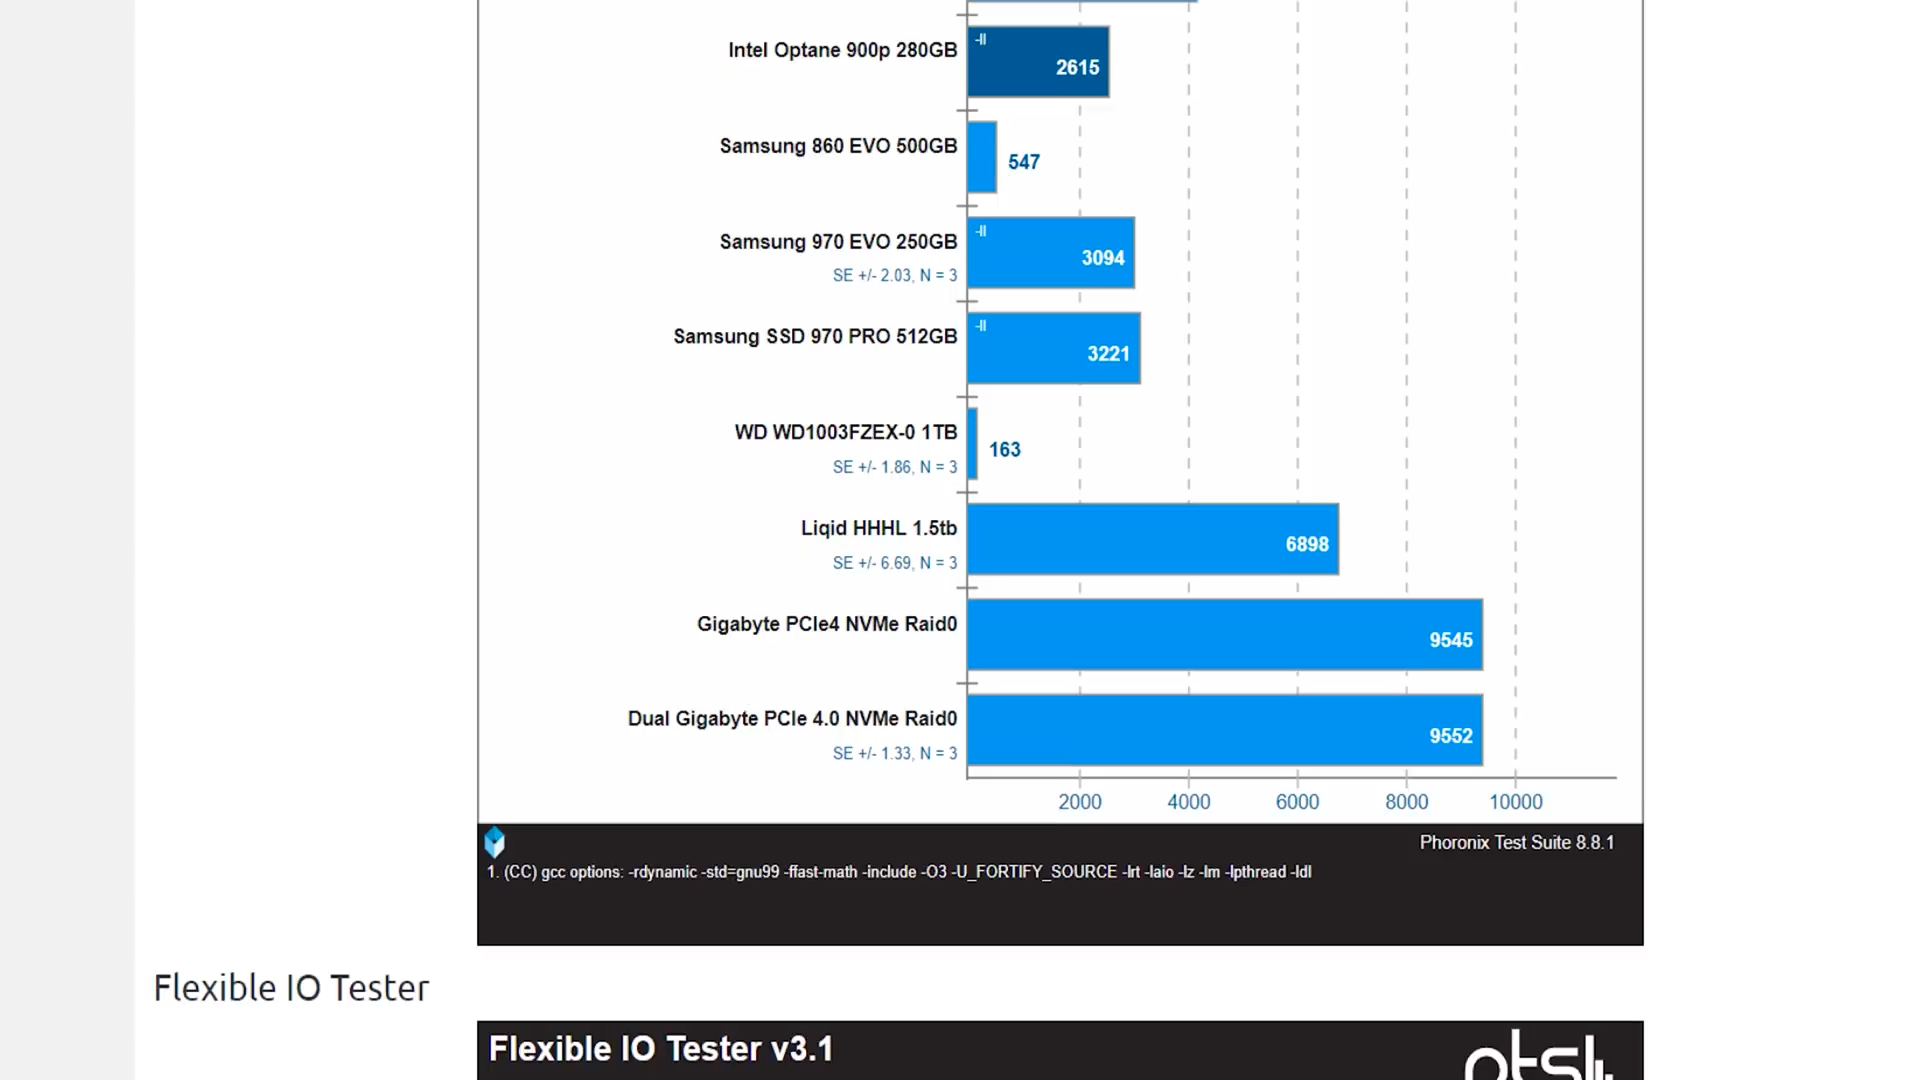 Intel Optane 900p 280GB
-ll
2615
Samsung 860 EVO 500GB
547
Samsung 970 EVO 250GB
SE +/- 2.03, N = 3
-ll
3094
Samsung SSD 970 PRO 512GB
-ll
3221
WD WD1003FZEX-0 1TB
SE +/- 1.86, N = 3
163
Liqid HHHL 1.5tb
SE +/- 6.69, N = 3
6898
Gigabyte PCIe4 NVMe Raid0
9545
Dual Gigabyte PCIe 4.0 NVMe Raid0
SE +/- 1.33, N = 3
9552
2000 4000 6000 8000 10000
Phoronix Test Suite 8.8.1
1. (CC) gcc options: -rdynamic -std=gnu99 -ffast-math -include -O3 -U_FORTIFY_SOURCE -lrt -laio -lz -lm -lpthread -ldl
Flexible IO Tester
Flexible IO Tester v3.1